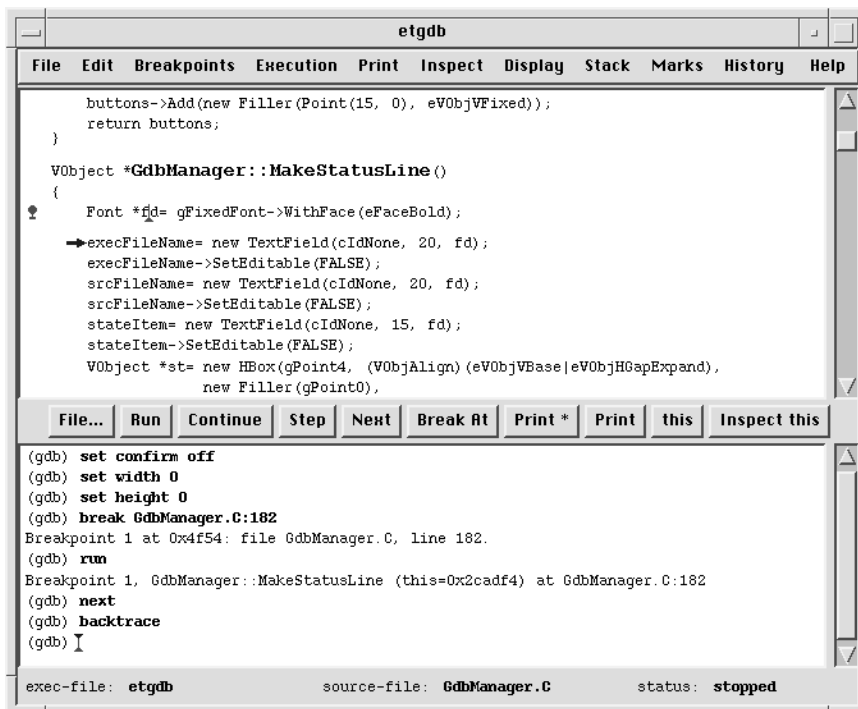 etgdb
File Edit Breakpoints Execution Print Inspect Display Stack Marks History Help
buttons->Add(new Filler(Point(15, 0), eVObjVFixed));
return buttons;
}
VObject *GdbManager::MakeStatusLine()
{
Font *fd= gFixedFont->WithFace(eFaceBold);
execFileName= new TextField(cIdNone, 20, fd);
execFileName->SetEditable(FALSE);
srcFileName= new TextField(cIdNone, 20, fd);
srcFileName->SetEditable(FALSE);
stateItem= new TextField(cIdNone, 15, fd);
stateItem->SetEditable(FALSE);
VObject *st= new HBox(gPoint4, (VObjAlign)(eVObjVBase|eVObjHGapExpand),
new Filler(gPoint0),
File... Run Continue Step Next Break At Print * Print this Inspect this
(gdb) set confirm off
(gdb) set width 0
(gdb) set height 0
(gdb) break GdbManager.C:182
Breakpoint 1 at 0x4f54: file GdbManager.C, line 182.
(gdb) run
Breakpoint 1, GdbManager::MakeStatusLine (this=0x2cadf4) at GdbManager.C:182
(gdb) next
(gdb) backtrace
(gdb)
exec-file: etgdb source-file: GdbManager.C status: stopped